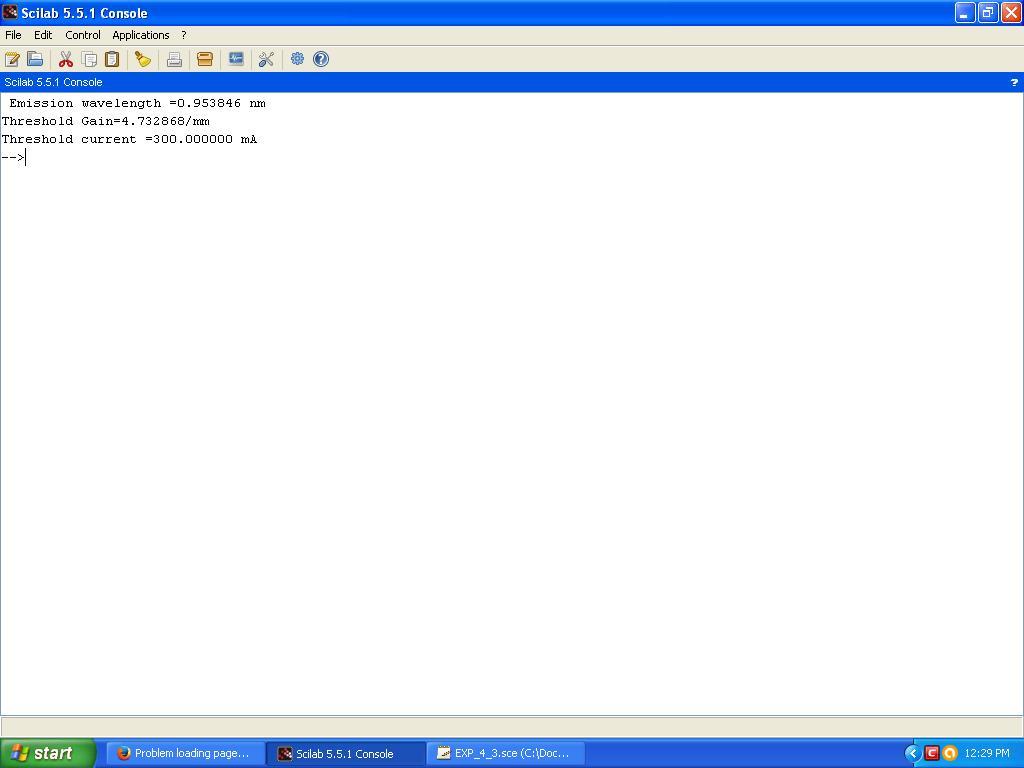 Scilab 5.5.1 Console
File Edit Control Applications ?
Scilab 5.5.1 Console ?
Emission wavelength =0.953846 nm
Threshold Gain=4.732868/mm
Threshold current =300.000000 mA
-->
start Problem loading page... Scilab 5.5.1 Console EXP_4_3.sce (C:\Doc... 12:29 PM